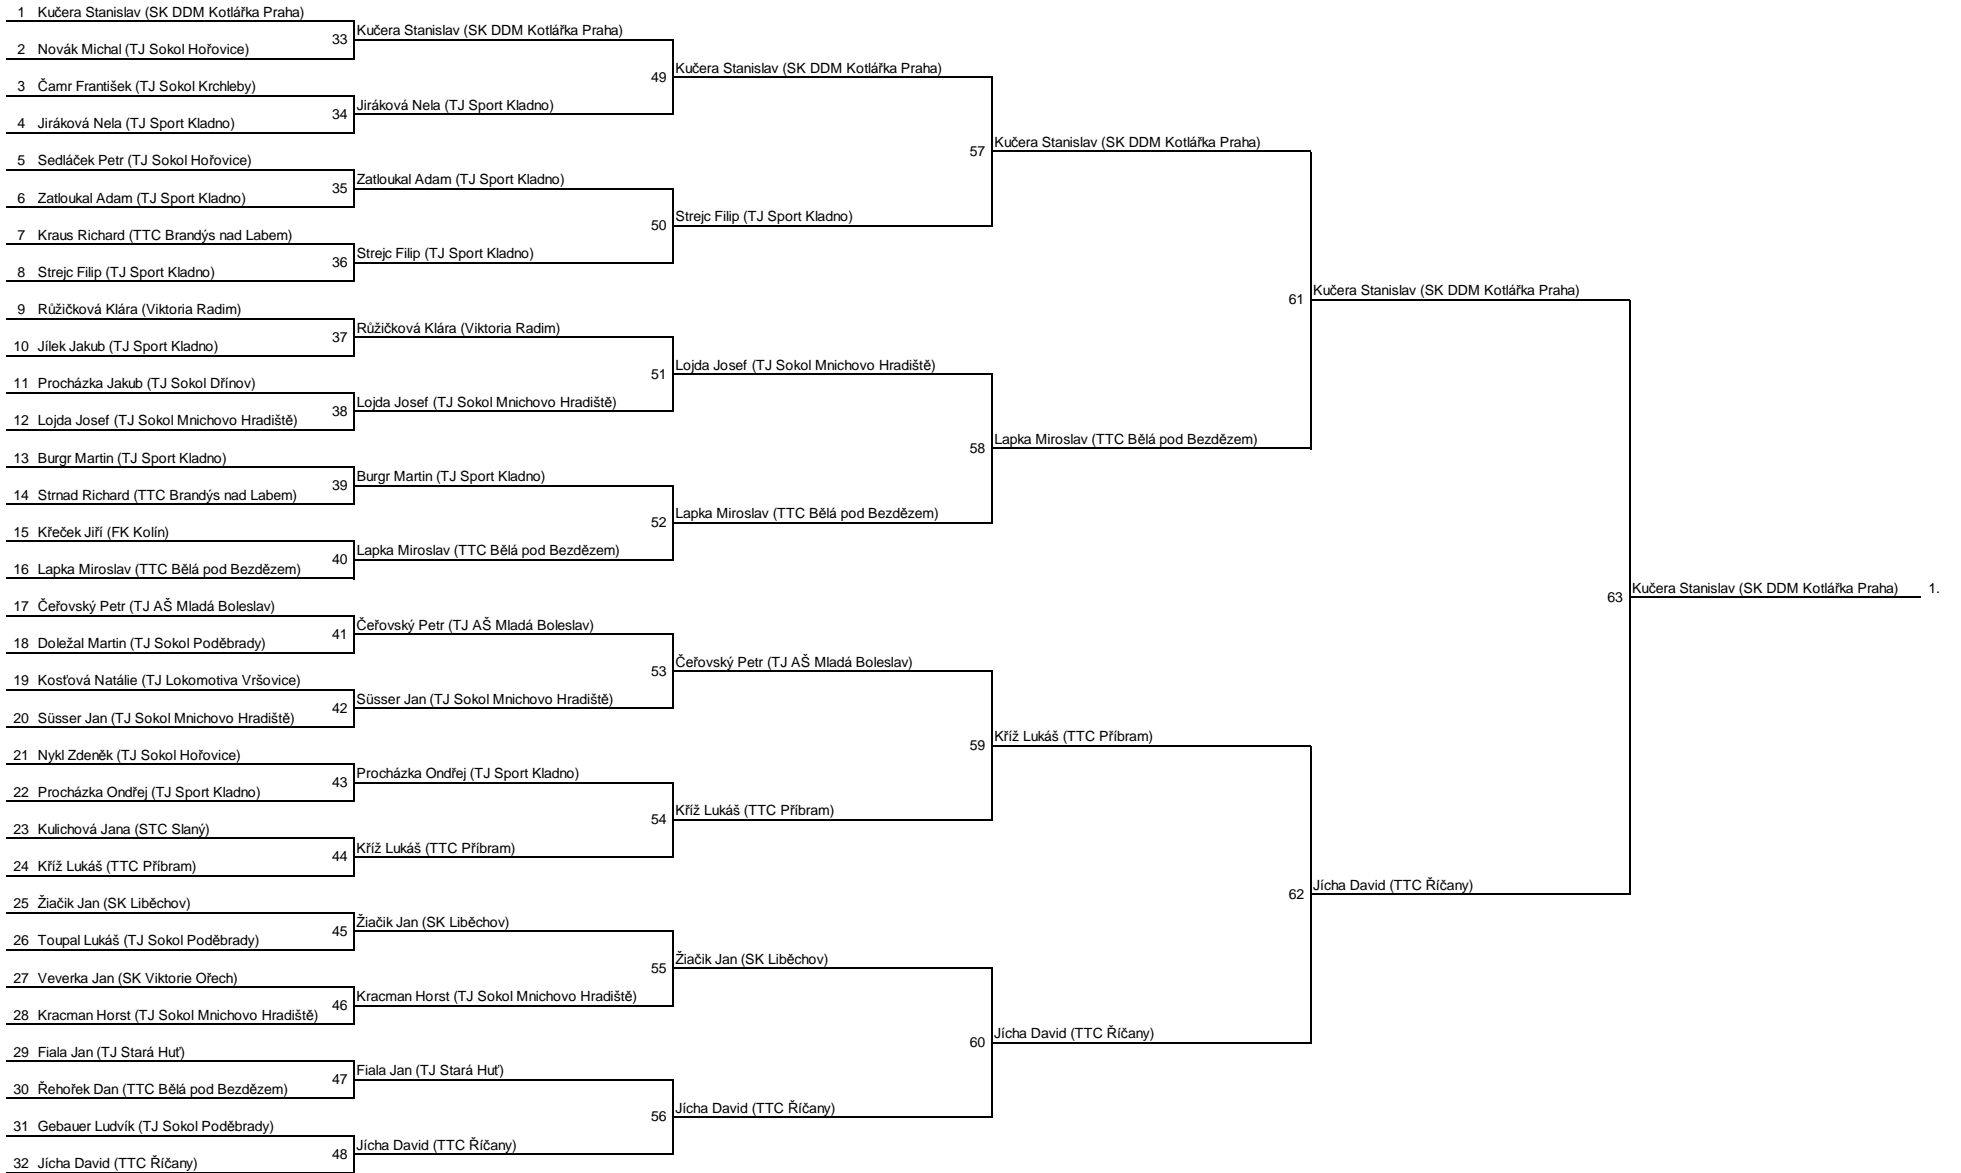 1 Kučera Stanislav (SK DDM Kotlářka Praha)
2 Novák Michal (TJ Sokol Hořovice)
3 Čamr František (TJ Sokol Krchleby)
4 Jiráková Nela (TJ Sport Kladno)
5 Sedláček Petr (TJ Sokol Hořovice)
6 Zatloukal Adam (TJ Sport Kladno)
7 Kraus Richard (TTC Brandýs nad Labem)
8 Strejc Filip (TJ Sport Kladno)
9 Růžičková Klára (Viktoria Radim)
10 Jílek Jakub (TJ Sport Kladno)
11 Procházka Jakub (TJ Sokol Dřínov)
12 Lojda Josef (TJ Sokol Mnichovo Hradiště)
13 Burgr Martin (TJ Sport Kladno)
14 Strnad Richard (TTC Brandýs nad Labem)
15 Křeček Jiří (FK Kolín)
16 Lapka Miroslav (TTC Bělá pod Bezdězem)
17 Čeřovský Petr (TJ AŠ Mladá Boleslav)
18 Doležal Martin (TJ Sokol Poděbrady)
19 Kosťová Natálie (TJ Lokomotiva Vršovice)
20 Süsser Jan (TJ Sokol Mnichovo Hradiště)
21 Nykl Zdeněk (TJ Sokol Hořovice)
22 Procházka Ondřej (TJ Sport Kladno)
23 Kulichová Jana (STC Slaný)
24 Kříž Lukáš (TTC Příbram)
25 Žiačik Jan (SK Liběchov)
26 Toupal Lukáš (TJ Sokol Poděbrady)
27 Veverka Jan (SK Viktorie Ořech)
28 Kracman Horst (TJ Sokol Mnichovo Hradiště)
29 Fiala Jan (TJ Stará Huť)
30 Řehořek Dan (TTC Bělá pod Bezdězem)
31 Gebauer Ludvík (TJ Sokol Poděbrady)
32 Jícha David (TTC Říčany)
33 Kučera Stanislav (SK DDM Kotlářka Praha)
34 Jiráková Nela (TJ Sport Kladno)
35 Zatloukal Adam (TJ Sport Kladno)
36 Strejc Filip (TJ Sport Kladno)
37 Růžičková Klára (Viktoria Radim)
38 Lojda Josef (TJ Sokol Mnichovo Hradiště)
39 Burgr Martin (TJ Sport Kladno)
40 Lapka Miroslav (TTC Bělá pod Bezdězem)
41 Čeřovský Petr (TJ AŠ Mladá Boleslav)
42 Süsser Jan (TJ Sokol Mnichovo Hradiště)
43 Procházka Ondřej (TJ Sport Kladno)
44 Kříž Lukáš (TTC Příbram)
45 Žiačik Jan (SK Liběchov)
46 Kracman Horst (TJ Sokol Mnichovo Hradiště)
47 Fiala Jan (TJ Stará Huť)
48 Jícha David (TTC Říčany)
49 Kučera Stanislav (SK DDM Kotlářka Praha)
50 Strejc Filip (TJ Sport Kladno)
51 Lojda Josef (TJ Sokol Mnichovo Hradiště)
52 Lapka Miroslav (TTC Bělá pod Bezdězem)
53 Čeřovský Petr (TJ AŠ Mladá Boleslav)
54 Kříž Lukáš (TTC Příbram)
55 Žiačik Jan (SK Liběchov)
56 Jícha David (TTC Říčany)
57 Kučera Stanislav (SK DDM Kotlářka Praha)
58 Lapka Miroslav (TTC Bělá pod Bezdězem)
59 Kříž Lukáš (TTC Příbram)
60 Jícha David (TTC Říčany)
61 Kučera Stanislav (SK DDM Kotlářka Praha)
62 Jícha David (TTC Říčany)
63 Kučera Stanislav (SK DDM Kotlářka Praha) 1.